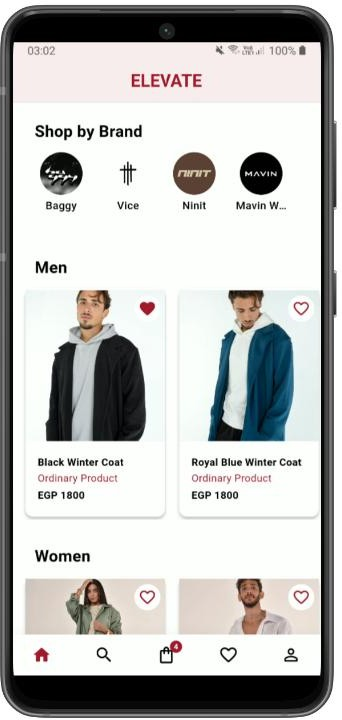 03:02
100%
ELEVATE
Shop by Brand
NINIT
MAVIN
Baggy
Vice
Ninit
Mavin W...
Men
Black Winter Coat
Royal Blue Winter Coat
Ordinary Product
Ordinary Product
EGP 1800
EGP 1800
Women
4